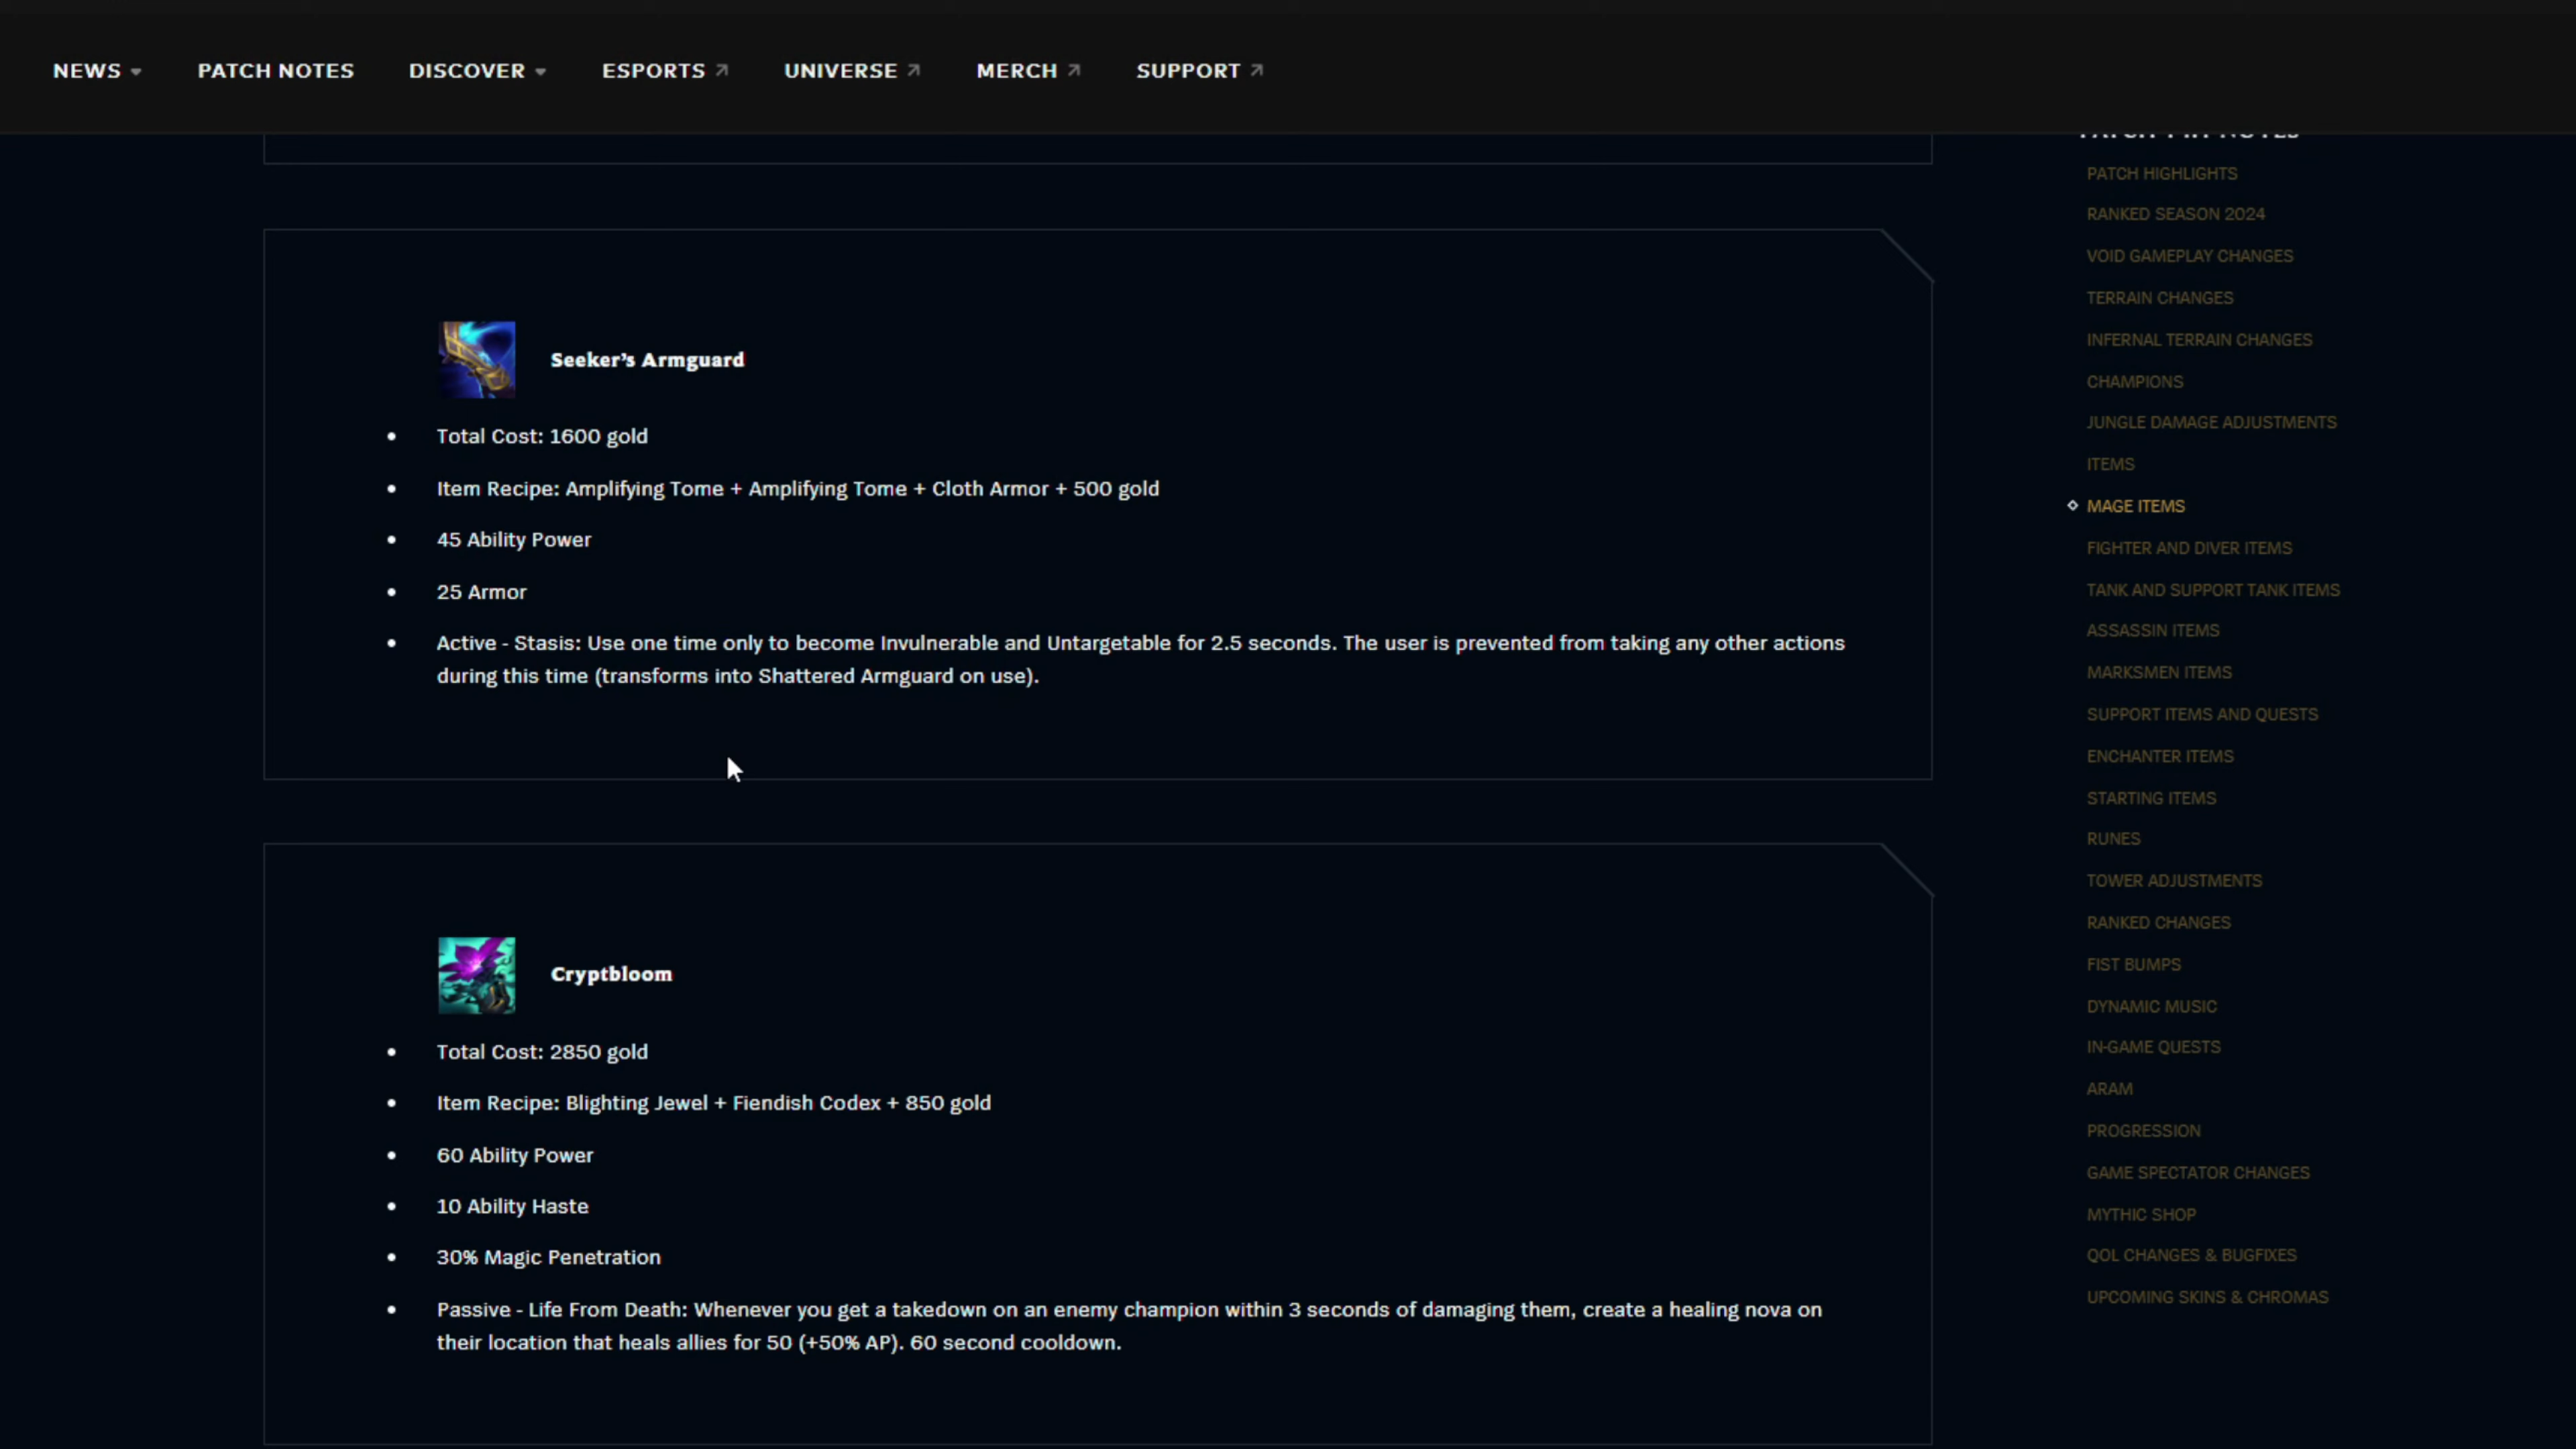 NEWS PATCH NOTES DISCOVER ESPORTS UNIVERSE MERCH SUPPORT
Seeker's Armguard
Total Cost: 1600 gold
Item Recipe: Amplifying Tome + Amplifying Tome + Cloth Armor + 500 gold
45 Ability Power
25 Armor
Active - Stasis: Use one time only to become Invulnerable and Untargetable for 2.5 seconds. The user is prevented from taking any other actions
during this time (transforms into Shattered Armguard on use).
Cryptbloom
Total Cost: 2850 gold
Item Recipe: Blighting Jewel + Fiendish Codex + 850 gold
60 Ability Power
10 Ability Haste
30% Magic Penetration
Passive - Life From Death: Whenever you get a takedown on an enemy champion within 3 seconds of damaging them, create a healing nova on
their location that heals allies for 50 (+50% AP). 60 second cooldown.
PATCH HIGHLIGHTS
RANKED SEASON 2024
VOID GAMEPLAY CHANGES
TERRAIN CHANGES
INFERNAL TERRAIN CHANGES
CHAMPIONS
JUNGLE DAMAGE ADJUSTMENTS
ITEMS
MAGE ITEMS
FIGHTER AND DIVER ITEMS
TANK AND SUPPORT TANK ITEMS
ASSASSIN ITEMS
MARKSMEN ITEMS
SUPPORT ITEMS AND QUESTS
ENCHANTER ITEMS
STARTING ITEMS
RUNES
TOWER ADJUSTMENTS
RANKED CHANGES
FIST BUMPS
DYNAMIC MUSIC
IN-GAME QUESTS
ARAM
PROGRESSION
GAME SPECTATOR CHANGES
MYTHIC SHOP
QOL CHANGES & BUGFIXES
UPCOMING SKINS & CHROMAS